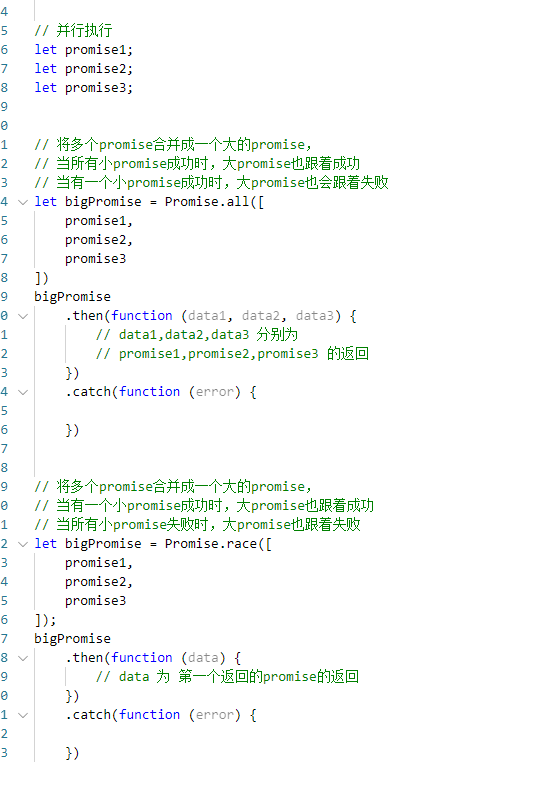 4
5 // 并行执行
6 let promise1;
7 let promise2;
8 let promise3;
9
0
1 // 将多个promise合并成一个大的promise，
2 // 当所有小promise成功时，大promise也跟着成功
3 // 当有一个小promise成功时，大promise也会跟着失败
4 let bigPromise = Promise.all([
5 promise1,
6 promise2,
7 promise3
8 ])
9 bigPromise
0 .then(function (data1, data2, data3) {
1 // data1,data2,data3 分别为
2 // promise1,promise2,promise3 的返回
3 })
4 .catch(function (error) {
5
6 })
7
8
9 // 将多个promise合并成一个大的promise，
0 // 当有一个小promise成功时，大promise也跟着成功
1 // 当所有小promise失败时，大promise也跟着失败
2 let bigPromise = Promise.race([
3 promise1,
4 promise2,
5 promise3
6 ]);
7 bigPromise
8 .then(function (data) {
9 // data 为 第一个返回的promise的返回
0 })
1 .catch(function (error) {
2
3 })